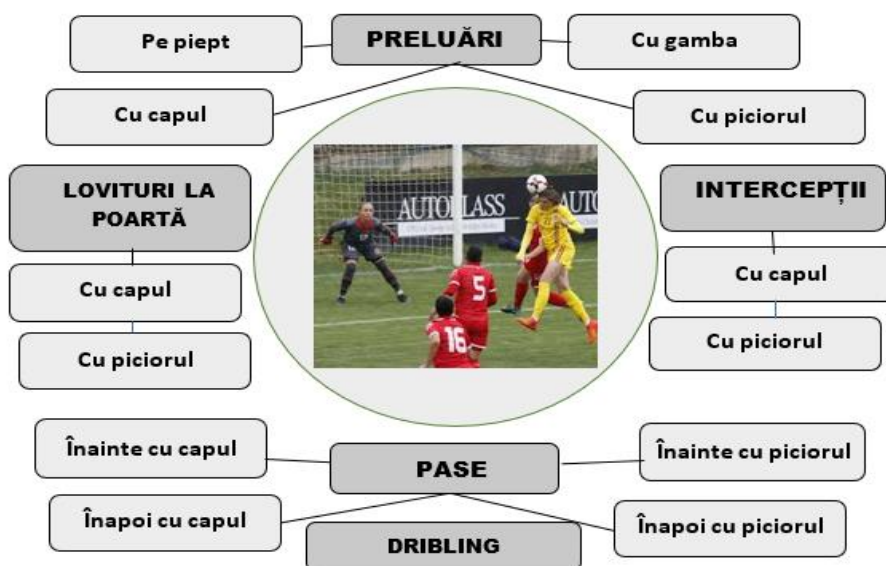 Pe piept
PRELUĂRI
Cu gamba
Cu capul
Cu piciorul
LOVITURI LA
POARTĂ
Cu capul
Cu piciorul
AUTOGLASS
5
16
INTERCEPȚII
Cu capul
Cu piciorul
Înainte cu capul
PASE
Înainte cu piciorul
Înapoi cu capul
Înapoi cu piciorul
DRIBLING